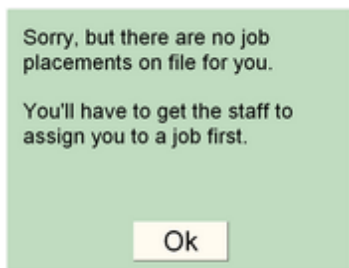 Sorry, but there are no job
placements on file for you.
You'll have to get the staff to
assign you to a job first.
Ok